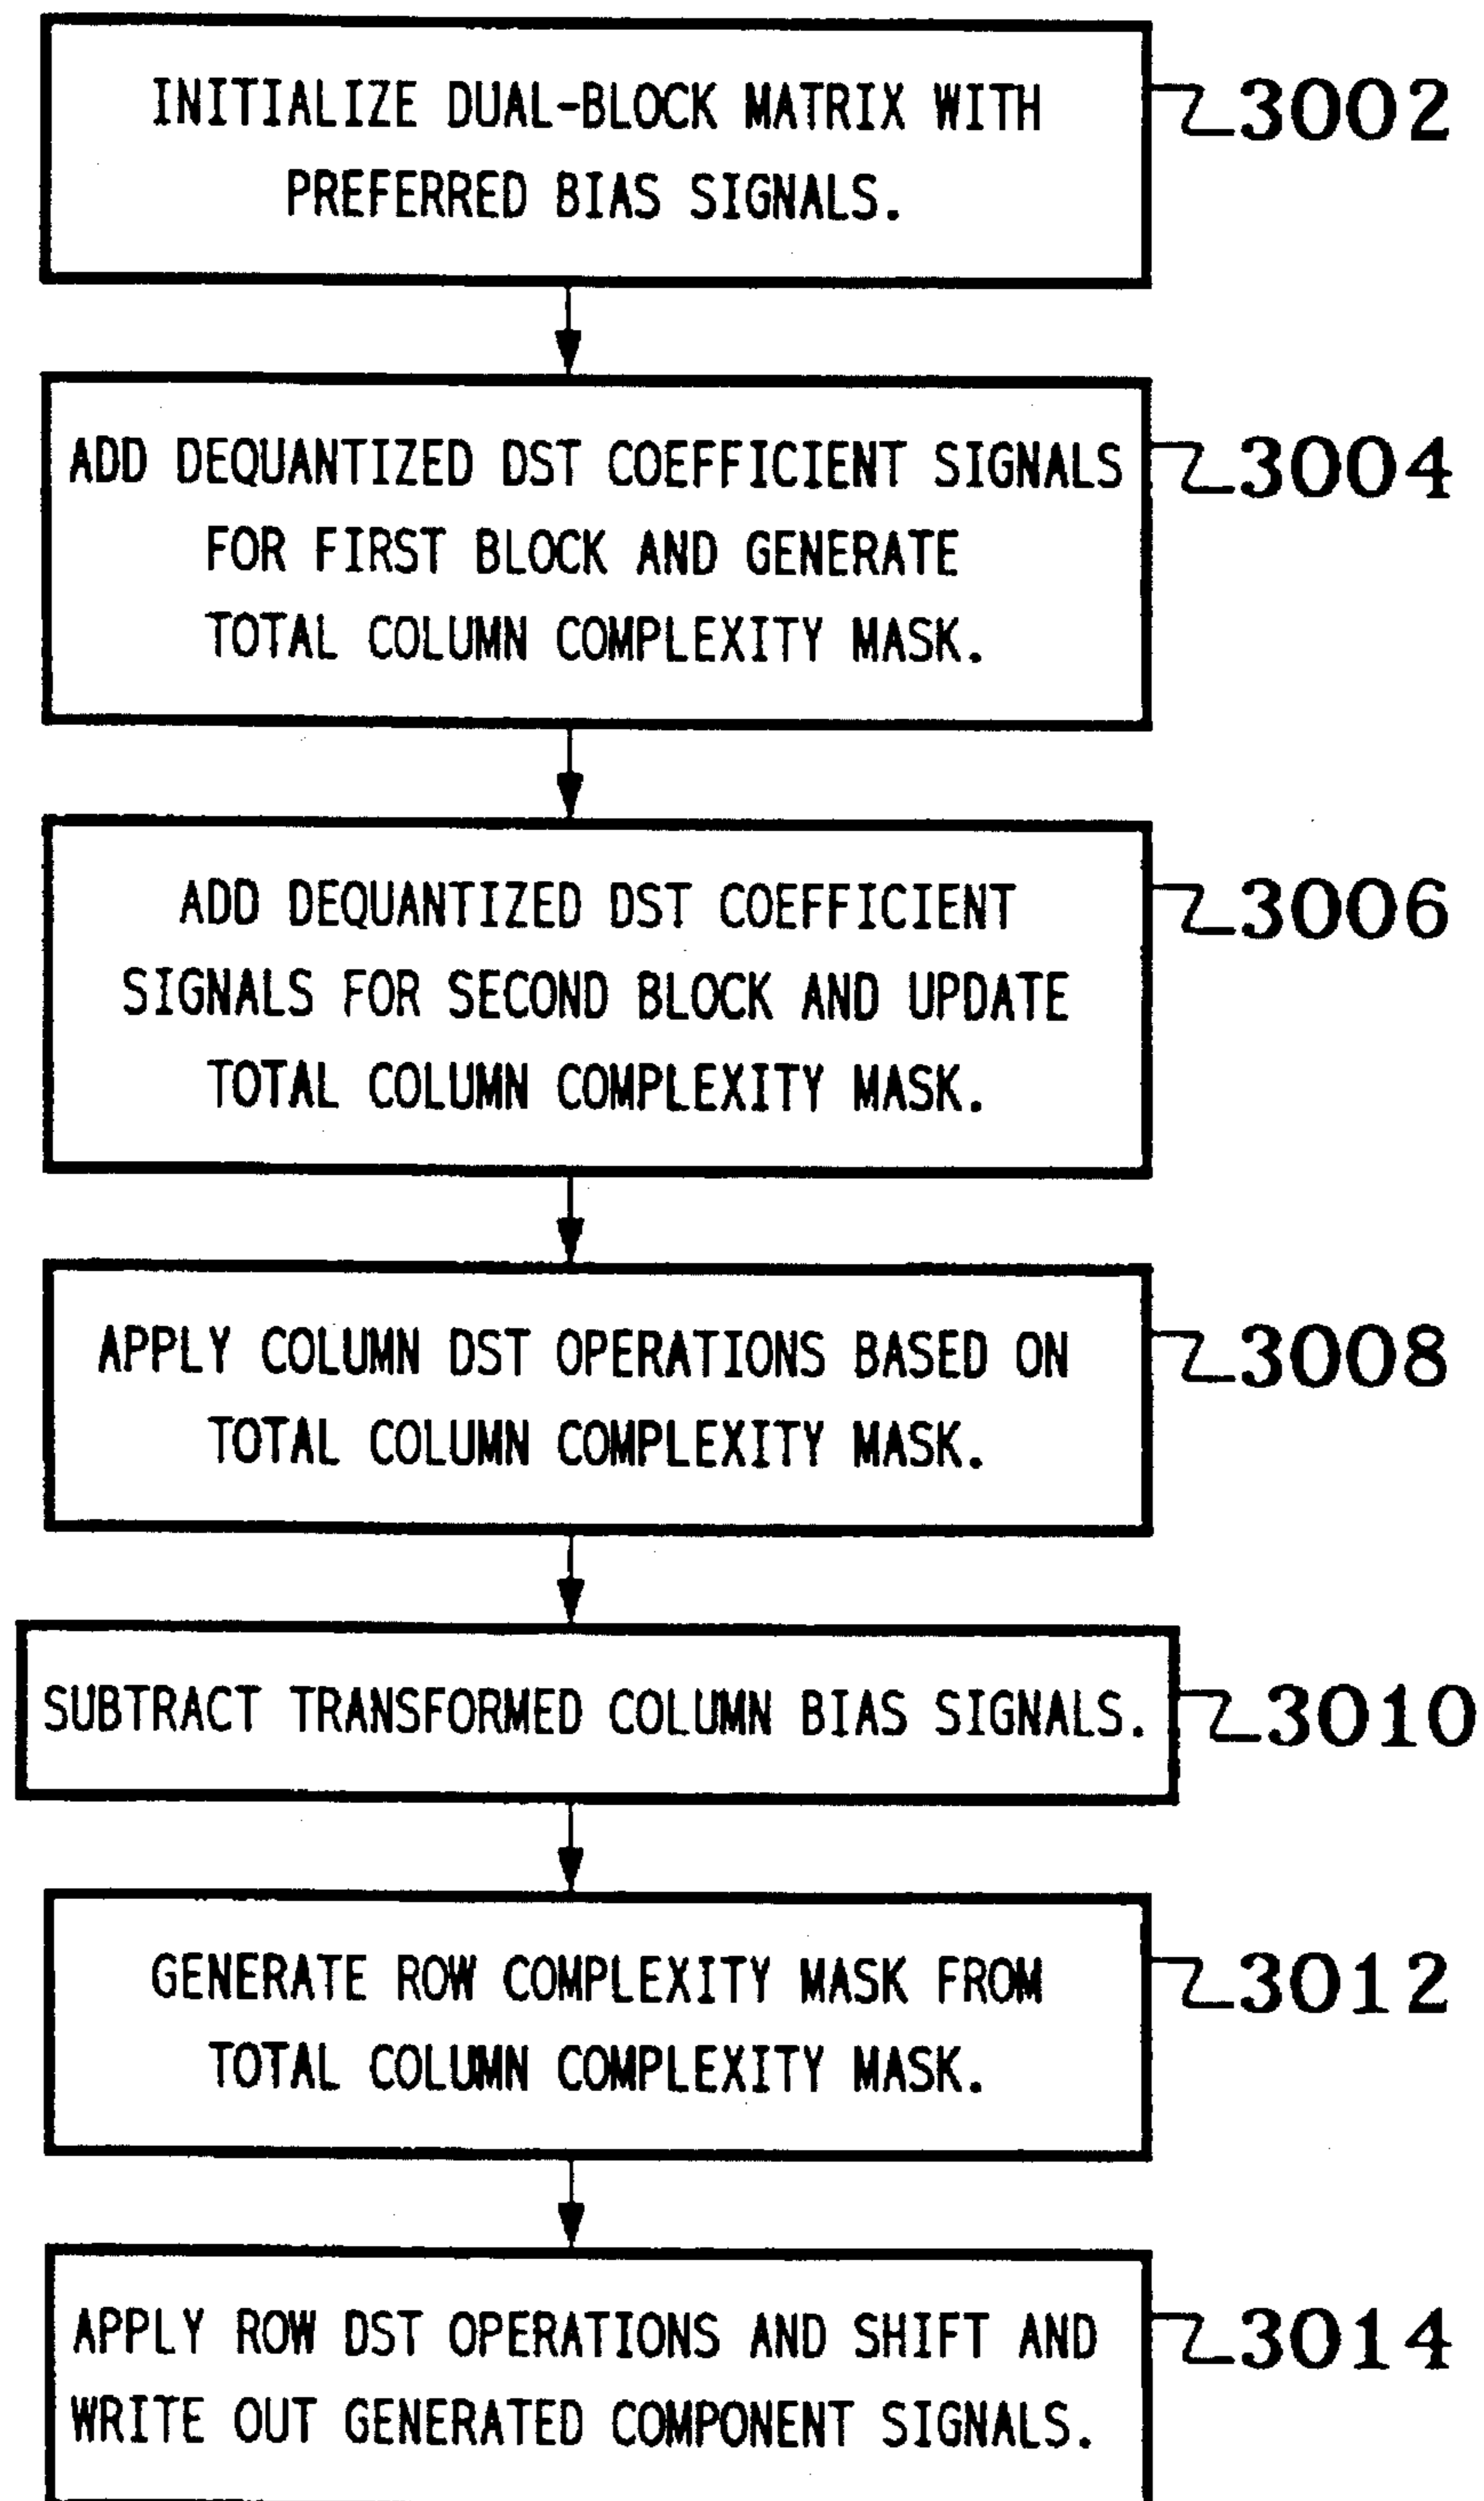 INITIALIZE DUAL-BLOCK MATRIX WITH
PREFERRED BIAS SIGNALS.
3002
ADD DEQUANTIZED DST COEFFICIENT SIGNALS
FOR FIRST BLOCK AND GENERATE
TOTAL COLUMN COMPLEXITY MASK.
3004
ADD DEQUANTIZED DST COEFFICIENT
SIGNALS FOR SECOND BLOCK AND UPDATE
TOTAL COLUMN COMPLEXITY MASK.
3006
APPLY COLUMN DST OPERATIONS BASED ON
TOTAL COLUMN COMPLEXITY MASK.
3008
SUBTRACT TRANSFORMED COLUMN BIAS SIGNALS.
3010
GENERATE ROW COMPLEXITY MASK FROM
TOTAL COLUMN COMPLEXITY MASK.
3012
APPLY ROW DST OPERATIONS AND SHIFT AND
WRITE OUT GENERATED COMPONENT SIGNALS.
3014